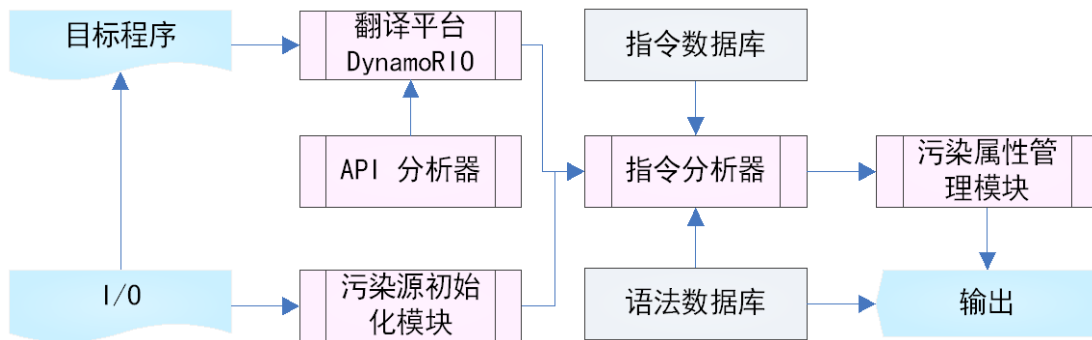 目标程序
翻译平台
DynamoRIO
指令数据库
API 分析器
指令分析器
污染属性管
理模块
I/O
污染源初始
化模块
语法数据库
输出